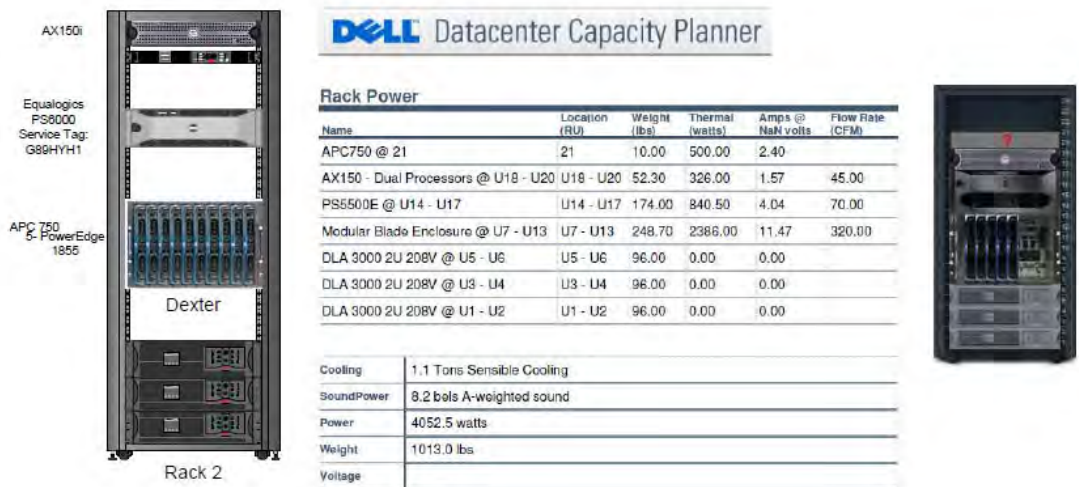 AX150i
Equalogics
PS6000
Service Tag:
G89HYH1
APC 750
5- PowerEdge
1855
Dexter
Rack 2
DELL Datacenter Capacity Planner
Rack Power
Name Location (RU) Weight (lbs) Thermal (watts) Amps @ NaN volts Flow Rate (CFM)
APC750 @ 21 21 10.00 500.00 2.40
AX150 - Dual Processors @ U18 - U20 U18 - U20 52.30 326.00 1.57 45.00
PS5500E @ U14 - U17 U14 - U17 174.00 840.50 4.04 70.00
Modular Blade Enclosure @ U7 - U13 U7 - U13 248.70 2386.00 11.47 320.00
DLA 3000 2U 208V @ U5 - U6 U5 - U6 96.00 0.00 0.00
DLA 3000 2U 208V @ U3 - U4 U3 - U4 96.00 0.00 0.00
DLA 3000 2U 208V @ U1 - U2 U1 - U2 96.00 0.00 0.00
Cooling 1.1 Tons Sensible Cooling
SoundPower 8.2 bels A-weighted sound
Power 4052.5 watts
Weight 1013.0 lbs
Voltage
?